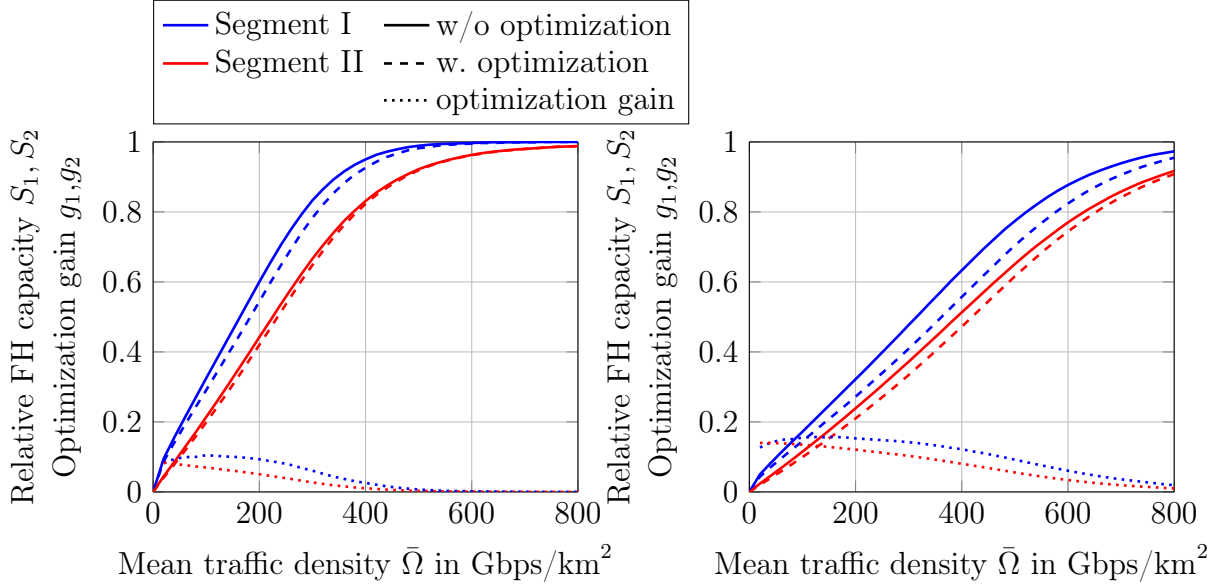 Segment I
w/o optimization
Segment II
w. optimization
optimization gain
Relative FH capacity S₁, S₂
Optimization gain g₁,g₂
1
0.8
0.6
0.4
0.2
0
0
200
400
600
800
Mean traffic density Ω̄ in Gbps/km²
Relative FH capacity S₁, S₂
Optimization gain g₁,g₂
1
0.8
0.6
0.4
0.2
0
0
200
400
600
800
Mean traffic density Ω̄ in Gbps/km²